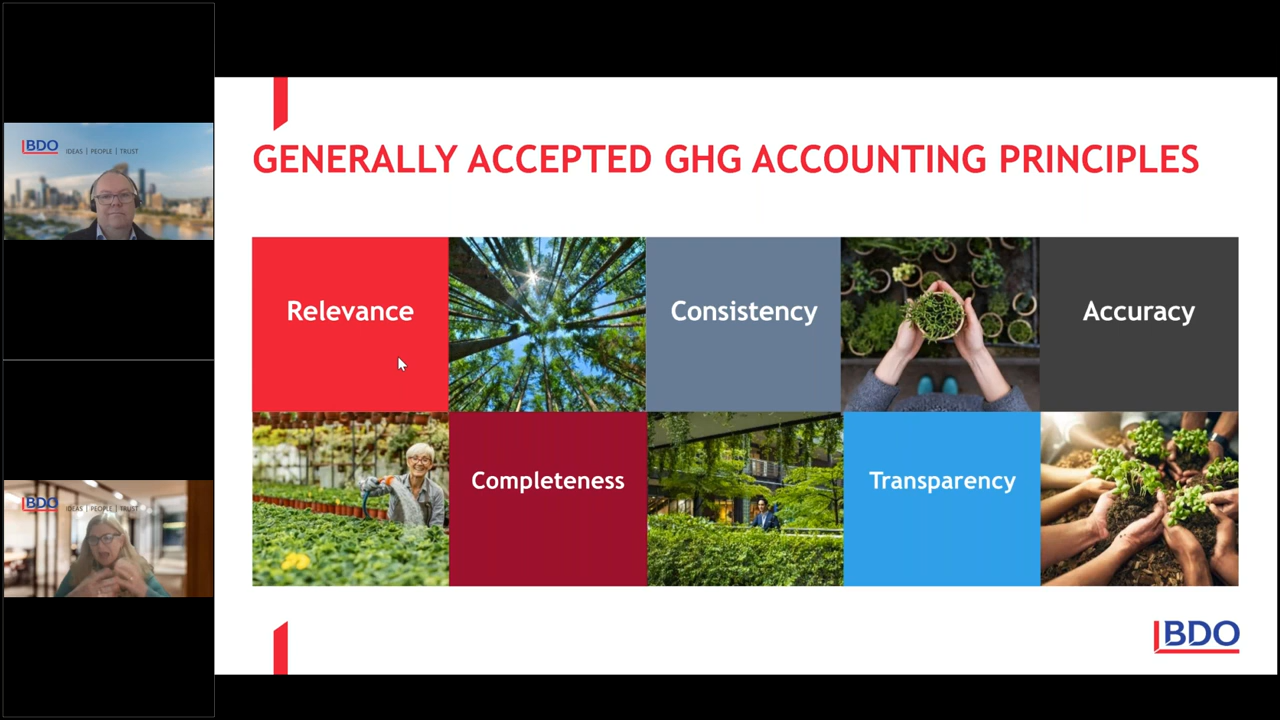 BDO
IDEAS | PEOPLE | TRUST
BDO
IDEAS | PEOPLE | TRUST
GENERALLY ACCEPTED GHG ACCOUNTING PRINCIPLES
Relevance
Consistency
Accuracy
Completeness
Transparency
BDO